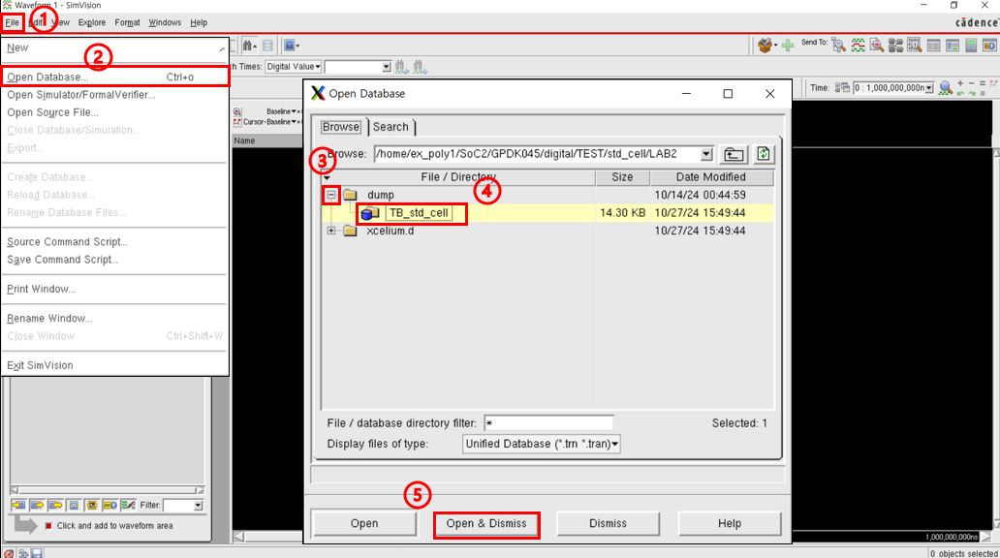 Waveform 1 - SimVision
File Edit View Explore Format Windows Help
cādence
①
New
②
Open Database... Ctrl+o
Open Simulator/FormalVerifier...
Open Source File...
Close Database/Simulation...
Export...
Create Database...
Reload Database...
Rename Database Files...
Source Command Script...
Save Command Script...
Print Window...
Rename Window...
Close Window Ctrl+Shift+W
Exit SimVision
Send To:
h Times: Digital Value
Time: 0 : 1,000,000,000n
Baseline
Cursor-Baseline
Name
Open Database
Browse Search
③
Browse: /home/ex_poly1/SoC2/GPDK045/digital/TEST/std_cell/LAB2
File / Directory Size Date Modified
④
dump 10/14/24 00:44:59
TB_std_cell 14.30 KB 10/27/24 15:49:44
xcelium.d 10/27/24 15:49:44
File / database directory filter: *
Selected: 1
Display files of type: Unified Database (*.trn *.tran)
⑤
Open Open & Dismiss Dismiss Help
Filter:
Click and add to waveform area
1,000,000,000ns
0 objects selected